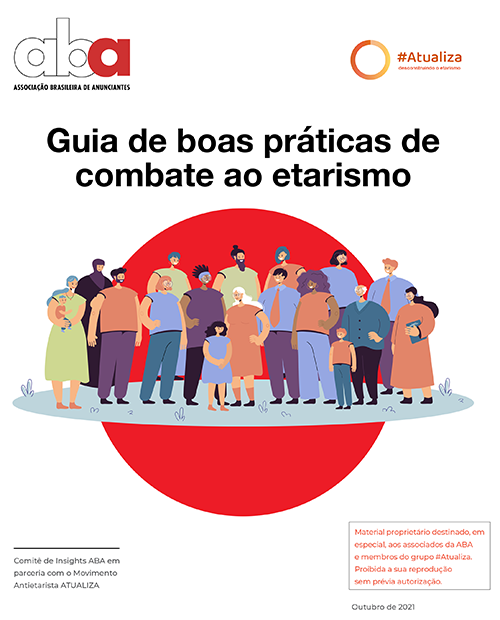 aba
ASSOCIAÇÃO BRASILEIRA DE ANUNCIANTES
#Atualiza
desconstruindo o etarismo
Guia de boas práticas de
combate ao etarismo
Comitê de Insights ABA em
parceria com o Movimento
Antietarista ATUALIZA
Material proprietário destinado, em
especial, aos associados da ABA
e membros do grupo #Atualiza.
Proibida a sua reprodução
sem prévia autorização.
Outubro de 2021